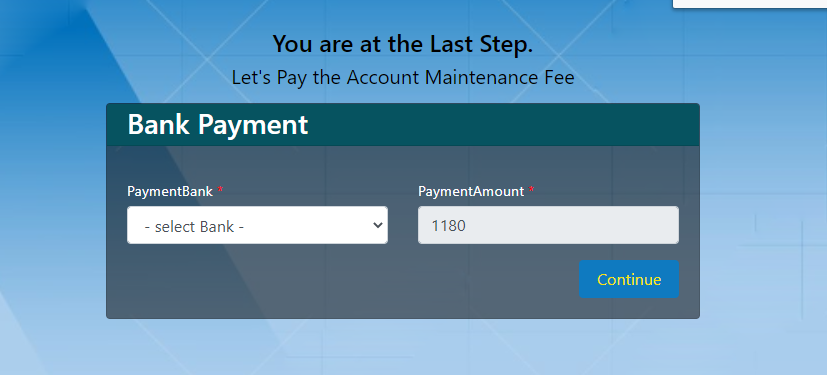 You are at the Last Step.
Let's Pay the Account Maintenance Fee
Bank Payment
PaymentBank * PaymentAmount *
- select Bank - 1180
Continue